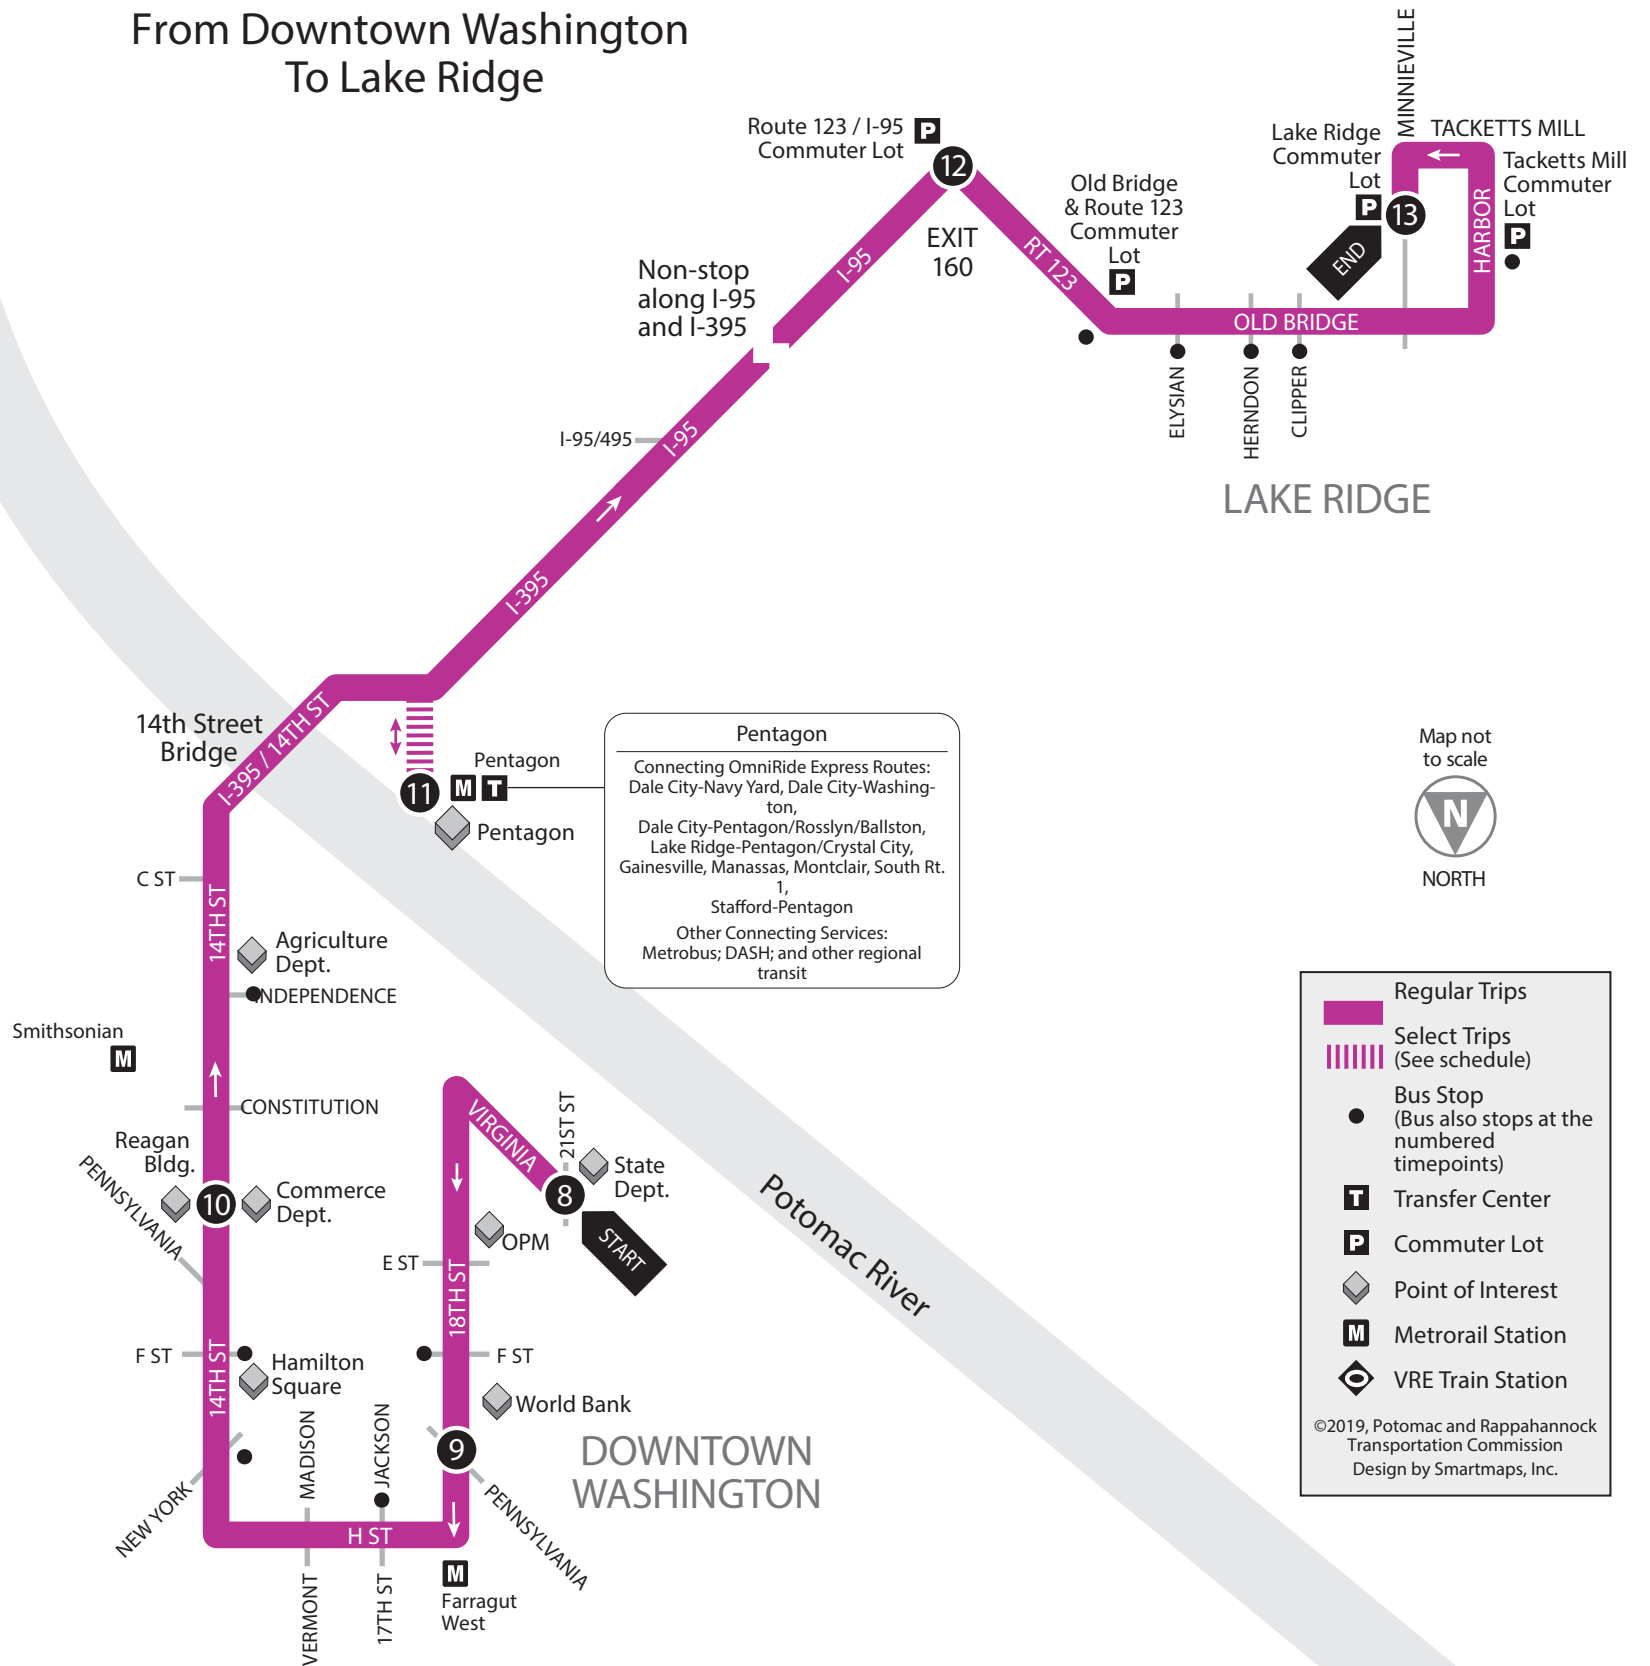 From Downtown Washington
To Lake Ridge
MINNIEVILLE
Route 123 / I-95
Commuter Lot
P
12
EXIT
160
Lake Ridge
Commuter
Lot
P
13
END
TACKETTS MILL
Tacketts Mill
Commuter
Lot
P
HARBOR
Old Bridge
& Route 123
Commuter
Lot
P
RT 123
I-95
Non-stop
along I-95
and I-395
OLD BRIDGE
ELYSIAN
HERNDON
CLIPPER
LAKE RIDGE
I-95/495
I-95
I-395
14th Street
Bridge
I-395 / 14TH ST
11
Pentagon
M T
Pentagon
Pentagon
Connecting OmniRide Express Routes:
Dale City-Navy Yard, Dale City-Washing-
ton,
Dale City-Pentagon/Rosslyn/Ballston,
Lake Ridge-Pentagon/Crystal City,
Gainesville, Manassas, Montclair, South Rt.
1,
Stafford-Pentagon
Other Connecting Services:
Metrobus; DASH; and other regional
transit
Map not
to scale
N
NORTH
C ST
14TH ST
Agriculture
Dept.
INDEPENDENCE
Smithsonian
M
CONSTITUTION
Reagan
Bldg.
PENNSYLVANIA
10
Commerce
Dept.
VIRGINIA
21ST ST
8
State
Dept.
START
OPM
E ST
18TH ST
Potomac River
F ST
14TH ST
Hamilton
Square
F ST
World Bank
9
DOWNTOWN
WASHINGTON
MADISON
JACKSON
NEW YORK
H ST
PENNSYLVANIA
VERMONT
17TH ST
M
Farragut
West
Regular Trips
Select Trips
(See schedule)
Bus Stop
(Bus also stops at the
numbered
timepoints)
T Transfer Center
P Commuter Lot
Point of Interest
M Metrorail Station
VRE Train Station
©2019, Potomac and Rappahannock
Transportation Commission
Design by Smartmaps, Inc.